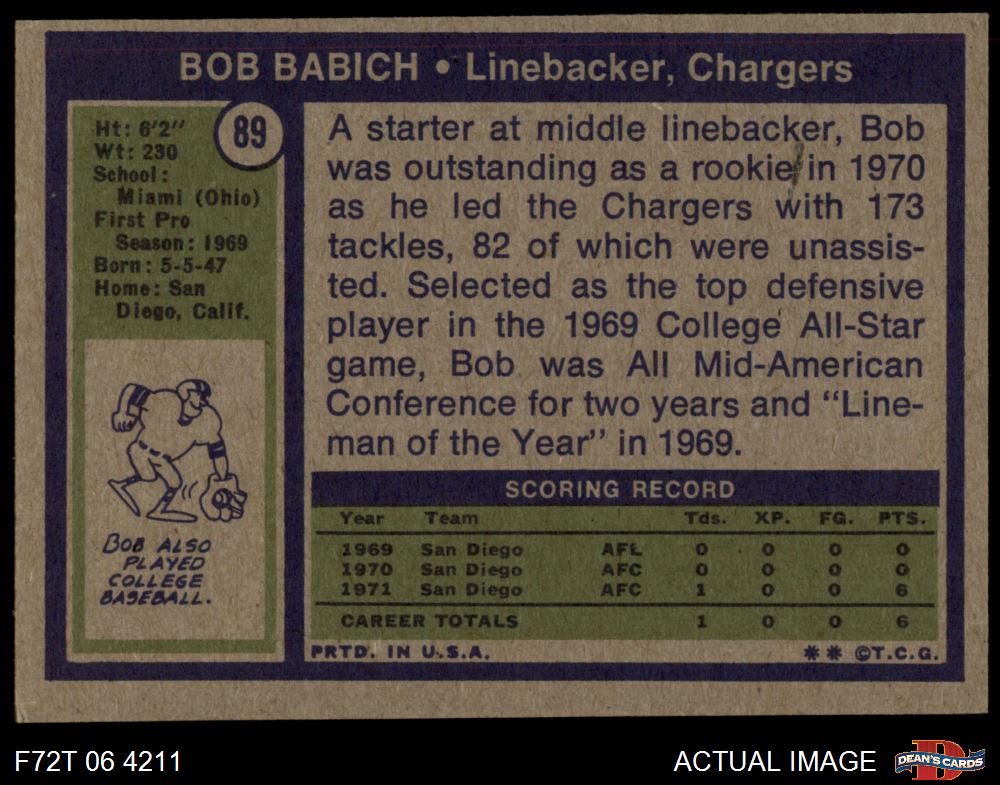 BOB BABICH • Linebacker, Chargers
89
Ht: 6'2"
Wt: 230
School:
Miami (Ohio)
First Pro
Season: 1969
Born: 5-5-47
Home: San
Diego, Calif.
BOB ALSO
PLAYED
COLLEGE
BASEBALL.
A starter at middle linebacker, Bob
was outstanding as a rookie in 1970
as he led the Chargers with 173
tackles, 82 of which were unassis-
ted. Selected as the top defensive
player in the 1969 College All-Star
game, Bob was All Mid-American
Conference for two years and "Line-
man of the Year" in 1969.
SCORING RECORD
Year Team Tds. XP. FG. PTS.
1969 San Diego AFL 0 0 0 0
1970 San Diego AFC 0 0 0 0
1971 San Diego AFC 1 0 0 6
CAREER TOTALS 1 0 0 6
PRTD. IN U.S.A. ** ©T.C.G.
F72T 06 4211 ACTUAL IMAGE D DEAN'S CARDS